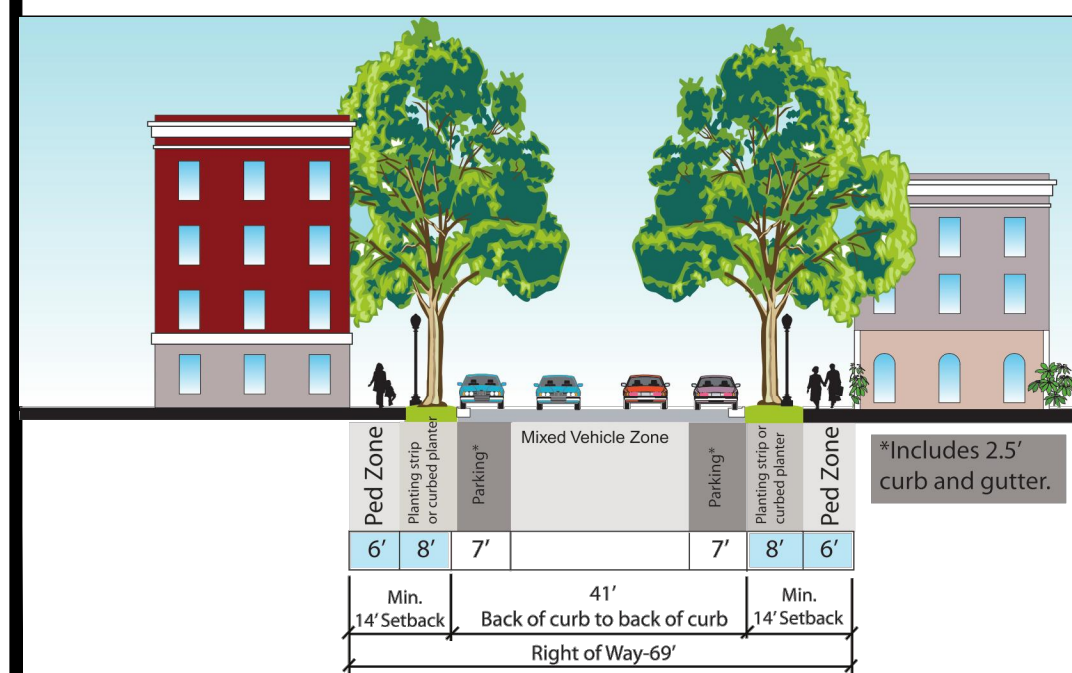 Ped Zone
Planting strip
or curbed planter
Parking*
Mixed Vehicle Zone
Parking*
Planting strip or
curbed planter
Ped Zone
*Includes 2.5’
curb and gutter.
6’ 8’ 7’ 7’ 8’ 6’
Min.
14’ Setback
41’
Back of curb to back of curb
Min.
14’ Setback
Right of Way-69’